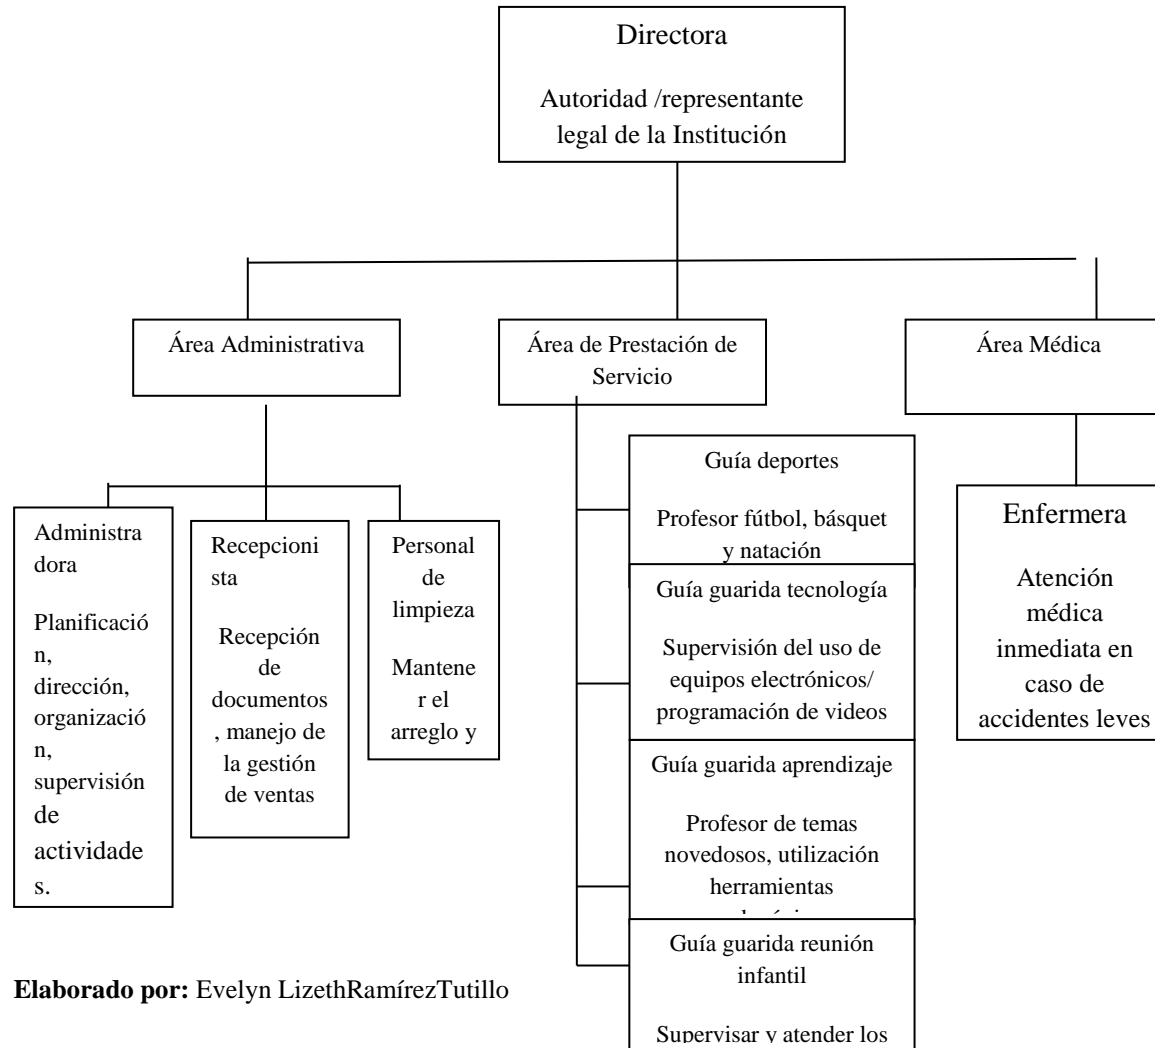 Directora
Autoridad /representante
legal de la Institución
Área Administrativa
Área de Prestación de
Servicio
Área Médica
Administra
dora
Planificació
n,
dirección,
organizació
n,
supervisión
de
actividade
s.
Recepcioni
sta
Recepción
de
documentos
, manejo de
la gestión
de ventas
Personal
de
limpieza
Mantene
r el
arreglo y
Guía deportes
Profesor fútbol, básquet
y natación
Guía guarida tecnología
Supervisión del uso de
equipos electrónicos/
programación de videos
Guía guarida aprendizaje
Profesor de temas
novedosos, utilización
herramientas
Guía guarida reunión
infantil
Supervisar y atender los
Enfermera
Atención
médica
inmediata en
caso de
accidentes leves
Elaborado por: Evelyn LizethRamírezTutillo